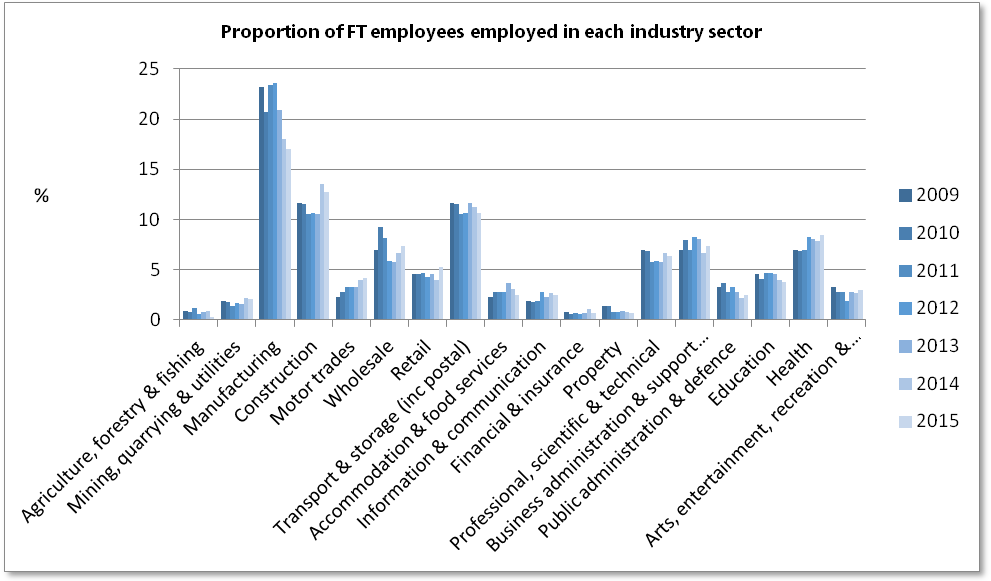 Proportion of FT employees employed in each industry sector
25
20
15
10
5
0
%
Agriculture, forestry & fishing
Mining, quarrying & utilities
Manufacturing
Construction
Motor trades
Wholesale
Retail
Transport & storage (inc postal)
Accommodation & food services
Information & communication
Financial & insurance
Property
Professional, scientific & technical
Business administration & support...
Public administration & defence
Education
Health
Arts, entertainment, recreation &...
2009
2010
2011
2012
2013
2014
2015